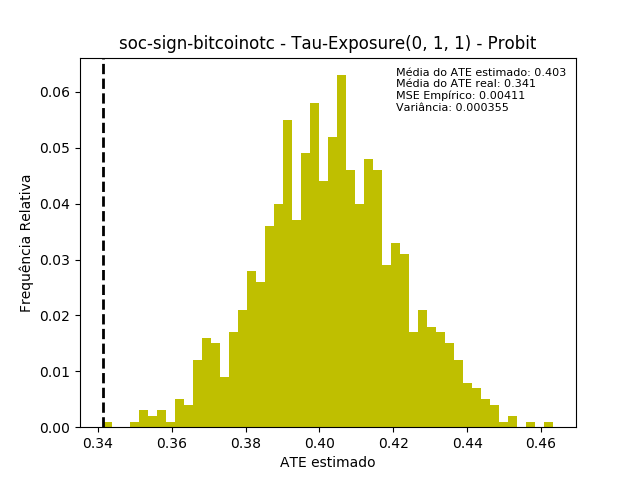 soc-sign-bitcoinotc - Tau-Exposure(0, 1, 1) - Probit
Média do ATE estimado: 0.403
Média do ATE real: 0.341
MSE Empírico: 0.00411
Variância: 0.000355
Frequência Relativa
0.06
0.05
0.04
0.03
0.02
0.01
0.00
0.34 0.36 0.38 0.40 0.42 0.44 0.46
ATE estimado